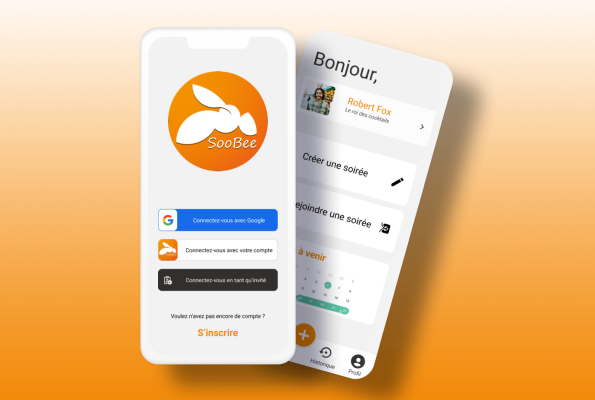 SooBee
Connectez-vous avec Google
Connectez-vous avec votre compte
Connectez-vous en tant qu'invité
Voulez n'avez pas encore de compte ?
S'inscrire
Bonjour,
Robert Fox
Le roi des cocktails
Créer une soirée
ejoindre une soirée
à venir
Historique
Profil